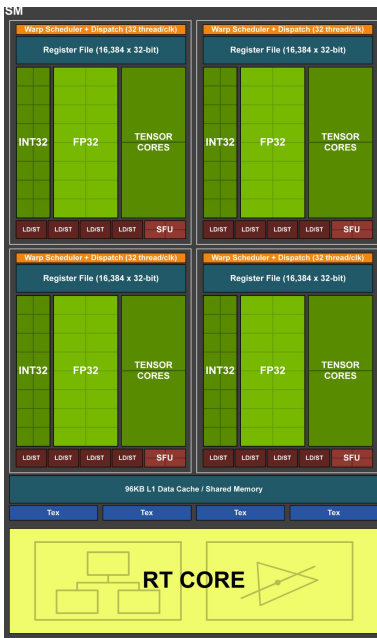 SM
Warp Scheduler + Dispatch (32 thread/clk)
Register File (16,384 x 32-bit)
INT32
FP32
TENSOR
CORES
LD/ST
LD/ST
LD/ST
LD/ST
SFU
Warp Scheduler + Dispatch (32 thread/clk)
Register File (16,384 x 32-bit)
INT32
FP32
TENSOR
CORES
LD/ST
LD/ST
LD/ST
LD/ST
SFU
Warp Scheduler + Dispatch (32 thread/clk)
Register File (16,384 x 32-bit)
INT32
FP32
TENSOR
CORES
LD/ST
LD/ST
LD/ST
LD/ST
SFU
Warp Scheduler + Dispatch (32 thread/clk)
Register File (16,384 x 32-bit)
INT32
FP32
TENSOR
CORES
LD/ST
LD/ST
LD/ST
LD/ST
SFU
96KB L1 Data Cache / Shared Memory
Tex
Tex
Tex
Tex
RT CORE